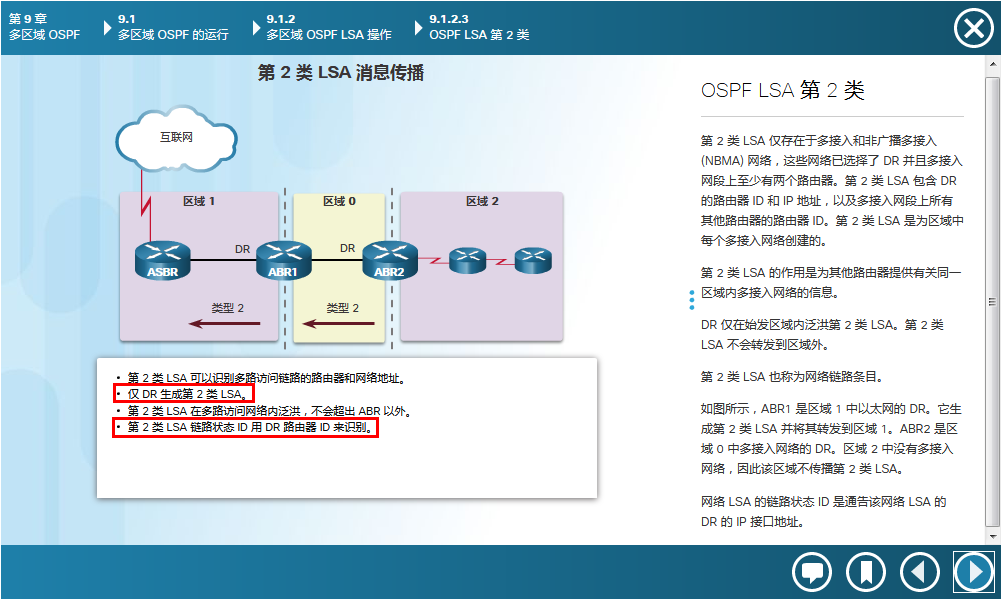 第 9 章
多区域 OSPF
9.1
多区域 OSPF 的运行
9.1.2
多区域 OSPF LSA 操作
9.1.2.3
OSPF LSA 第 2 类
第 2 类 LSA 消息传播
互联网
区域 1
区域 0
区域 2
DR
DR
ASBR
ABR1
ABR2
类型 2
类型 2
• 第 2 类 LSA 可以识别多路访问链路的路由器和网络地址。
• 仅 DR 生成第 2 类 LSA。
• 第 2 类 LSA 在多路访问网络内泛洪，不会超出 ABR 以外。
• 第 2 类 LSA 链路状态 ID 用 DR 路由器 ID 来识别。
OSPF LSA 第 2 类
第 2 类 LSA 仅存在于多接入和非广播多接入
(NBMA) 网络，这些网络已选择了 DR 并且多接入
网段上至少有两个路由器。第 2 类 LSA 包含 DR
的路由器 ID 和 IP 地址，以及多接入网段上所有
其他路由器的路由器 ID。第 2 类 LSA 是为区域中
每个多接入网络创建的。
第 2 类 LSA 的作用是为其他路由器提供有关同一
区域内多接入网络的信息。
DR 仅在始发区域内泛洪第 2 类 LSA。第 2 类
LSA 不会转发到区域外。
第 2 类 LSA 也称为网络链路条目。
如图所示，ABR1 是区域 1 中以太网的 DR。它生
成第 2 类 LSA 并将其转发到区域 1。ABR2 是区
域 0 中多接入网络的 DR。区域 2 中没有多接入
网络，因此该区域不传播第 2 类 LSA。
网络 LSA 的链路状态 ID 是通告该网络 LSA 的
DR 的 IP 接口地址。